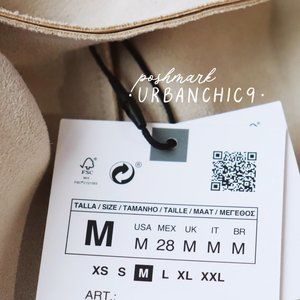 poshmark
·URBANCHIC9·
FSC
MIX
TALLA / SIZE / TAMANHO / TAILLE / MAAT / ΜΕΓΕΘΟΣ
M
USA MEX UK IT BR
M 28 M M M
XS S M L XL XXL
ART.: